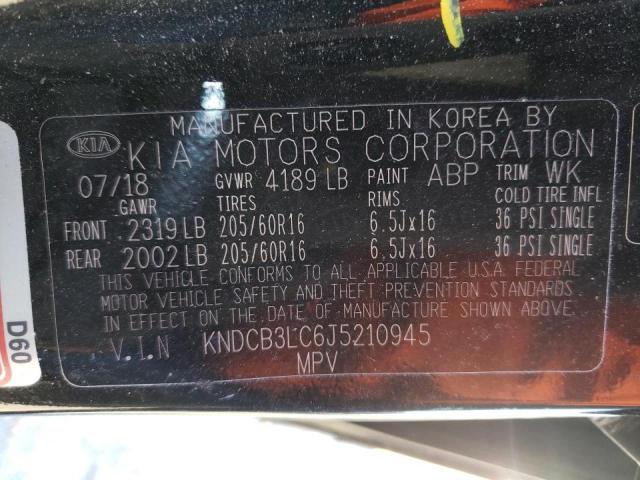 MANUFACTURED IN KOREA BY
KIA KIA MOTORS CORPORATION
07/18 GVWR 4189 LB PAINT ABP TRIM WK
GAWR TIRES RIMS COLD TIRE INFL
FRONT 2319 LB 205/60R16 6.5Jx16 36 PSI SINGLE
REAR 2002 LB 205/60R16 6.5Jx16 36 PSI SINGLE
THIS VEHICLE CONFORMS TO ALL APPLICABLE U.S.A. FEDERAL
MOTOR VEHICLE SAFETY AND THEFT PREVENTION STANDARDS
IN EFFECT ON THE DATE OF MANUFACTURE SHOWN ABOVE.
V.I.N KNDCB3LC6J5210945
MPV
D60